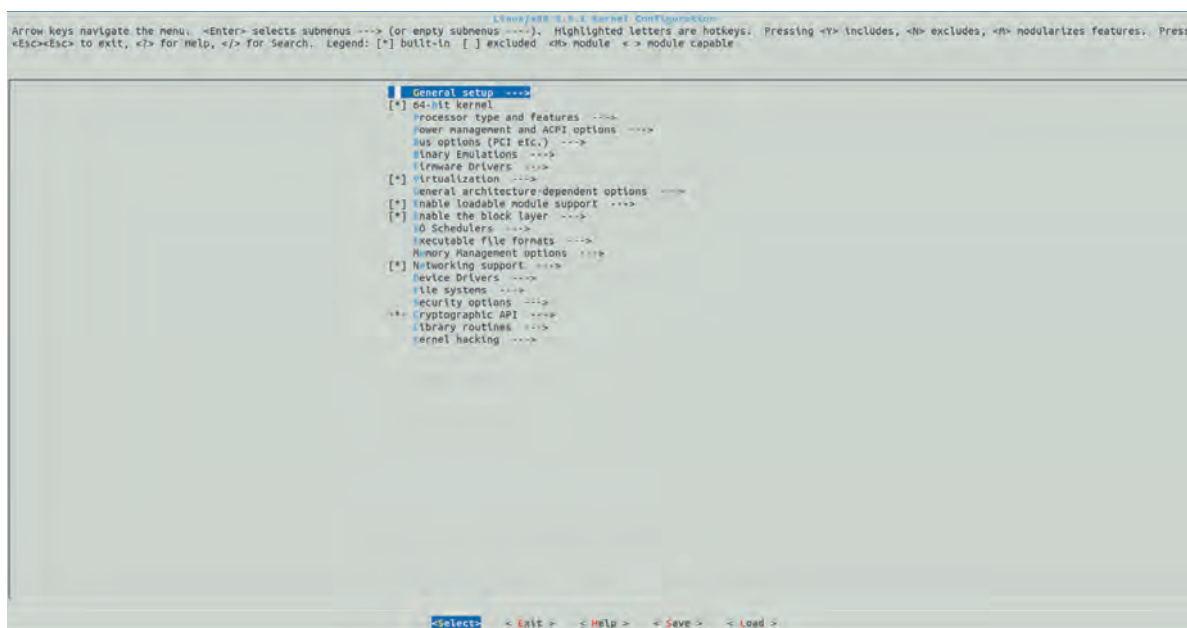 Linux/x86 5.5.1 Kernel Configuration
Arrow keys navigate the menu.  <Enter> selects submenus ---> (or empty submenus ----).  Highlighted letters are hotkeys.  Pressing <Y> includes, <N> excludes, <M> modularizes features.  Press
<Esc><Esc> to exit, <?> for Help, </> for Search.  Legend: [*] built-in  [ ] excluded  <M> module  < > module capable
General setup  --->
[*] 64-bit kernel
Processor type and features  --->
Power management and ACPI options  --->
Bus options (PCI etc.)  --->
Binary Emulations  --->
Firmware Drivers  --->
[*] Virtualization  --->
General architecture-dependent options  --->
[*] Enable loadable module support  --->
[*] Enable the block layer  --->
IO Schedulers  --->
Executable file formats  --->
Memory Management options  --->
[*] Networking support  --->
Device Drivers  --->
File systems  --->
Security options  --->
-*- Cryptographic API  --->
Library routines  --->
Kernel hacking  --->
<Select>    < Exit >    < Help >    < Save >    < Load >